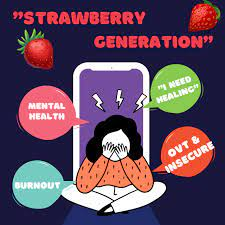 "STRAWBERRY
GENERATION"
"I NEED
HEALING"
MENTAL
HEALTH
OUT &
INSECURE
BURNOUT